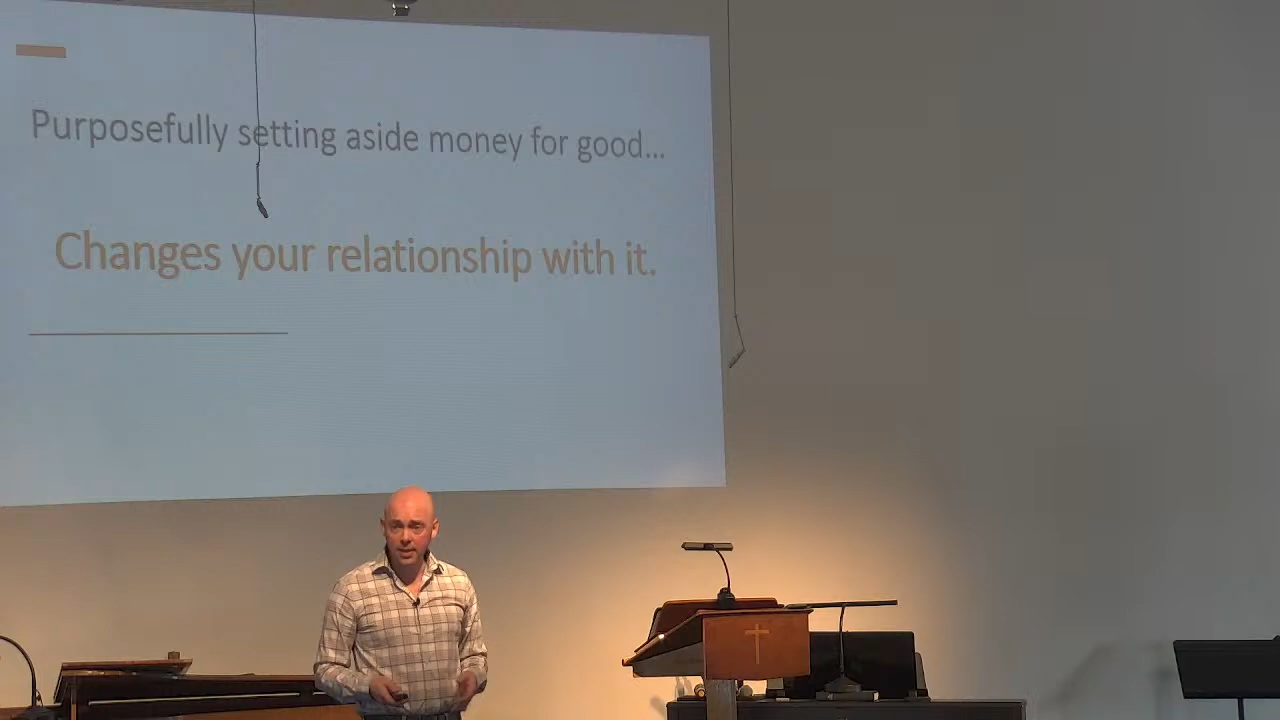 Purposefully setting aside money for good...
Changes your relationship with it.